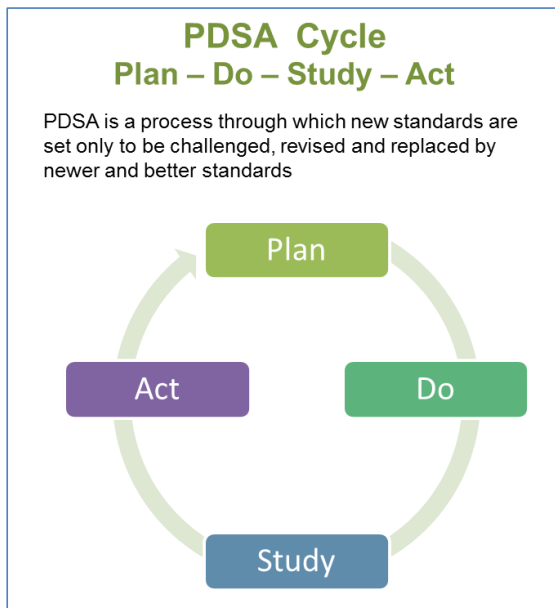 PDSA  Cycle
Plan – Do – Study – Act
PDSA is a process through which new standards are
set only to be challenged, revised and replaced by
newer and better standards
Plan
Act
Do
Study